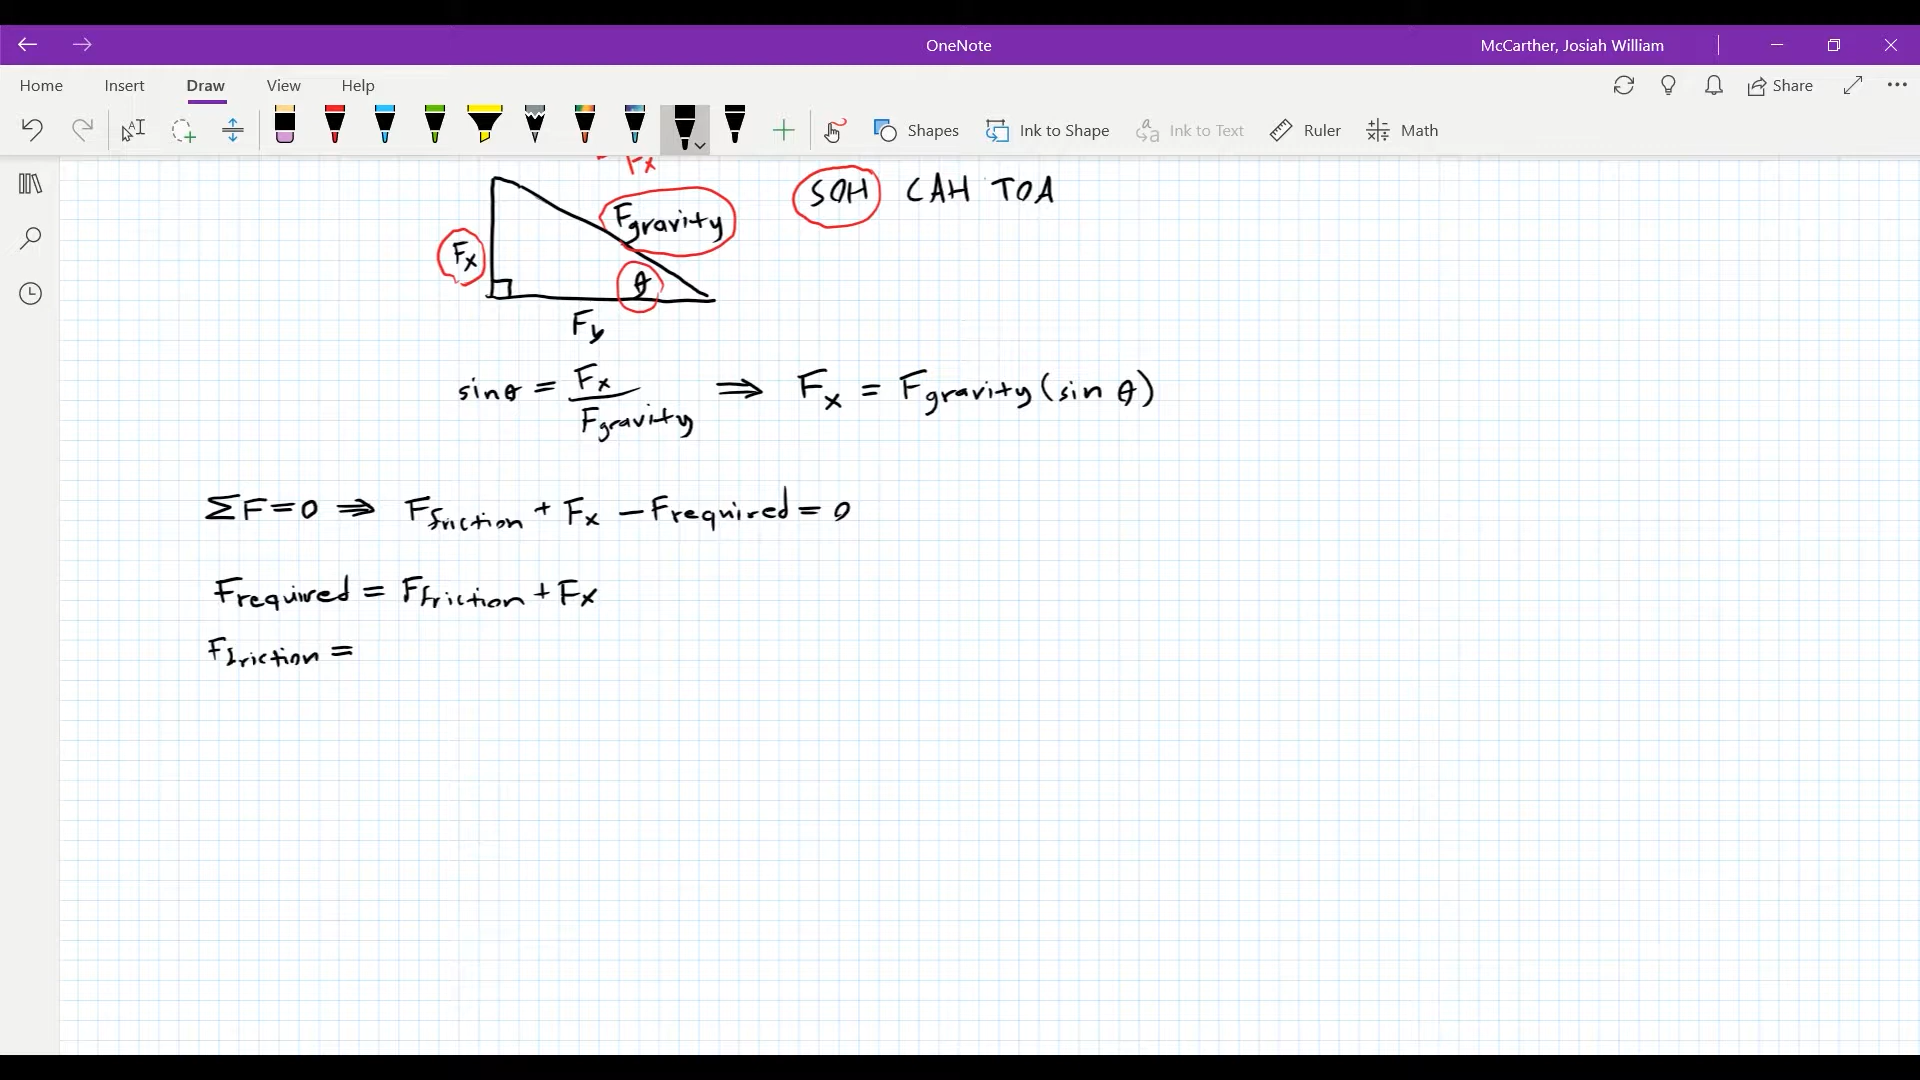 OneNote
McCarther, Josiah William
Home Insert Draw View Help
Share
Shapes Ink to Shape Ink to Text Ruler Math
Fx
SOH CAH TOA
Fgravity
Fx
θ
Fy
sinθ = Fx / Fgravity ⇒ Fx = Fgravity(sin θ)
ΣF=0 ⇒ Ffriction + Fx − Frequired = 0
Frequired = Ffriction + Fx
Ffriction =